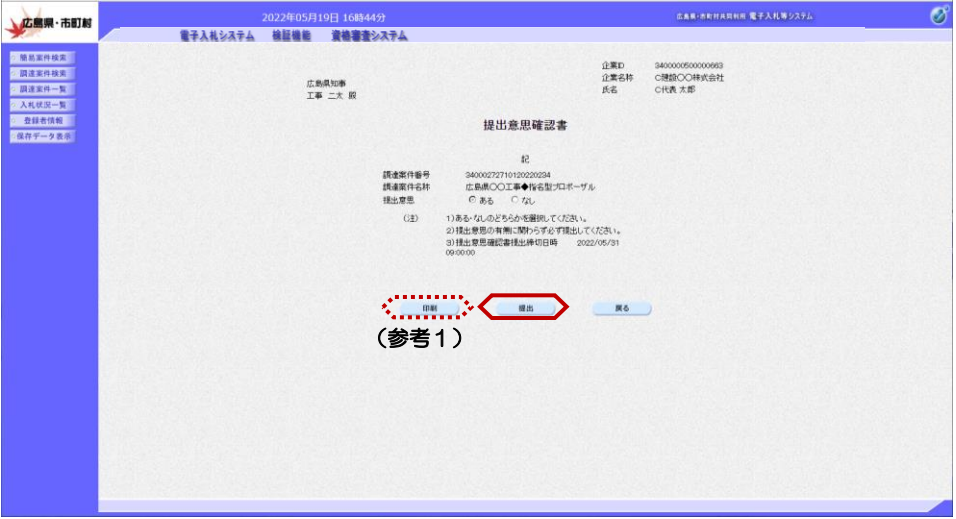 広島県・市町村
2022年05月19日 16時44分
広島県・市町村共同利用 電子入札等システム
電子入札システム 検証機能 資格審査システム
簡易案件検索
調達案件検索
調達案件一覧
入札状況一覧
登録者情報
保存データ表示
企業ID 3400000500000663
企業名称 C建設〇〇株式会社
氏名 C代表 太郎
広島県知事
工事 二太 殿
提出意思確認書
記
調達案件番号 34000272710120220234
調達案件名称 広島県〇〇工事◆指名型プロポーザル
提出意思 ある なし
(注) 1)ある・なしのどちらかを選択してください。
2)提出意思の有無に関わらず必ず提出してください。
3)提出意思確認書提出締切日時 2022/05/31
09:00:00
印刷 提出 戻る
(参考1)